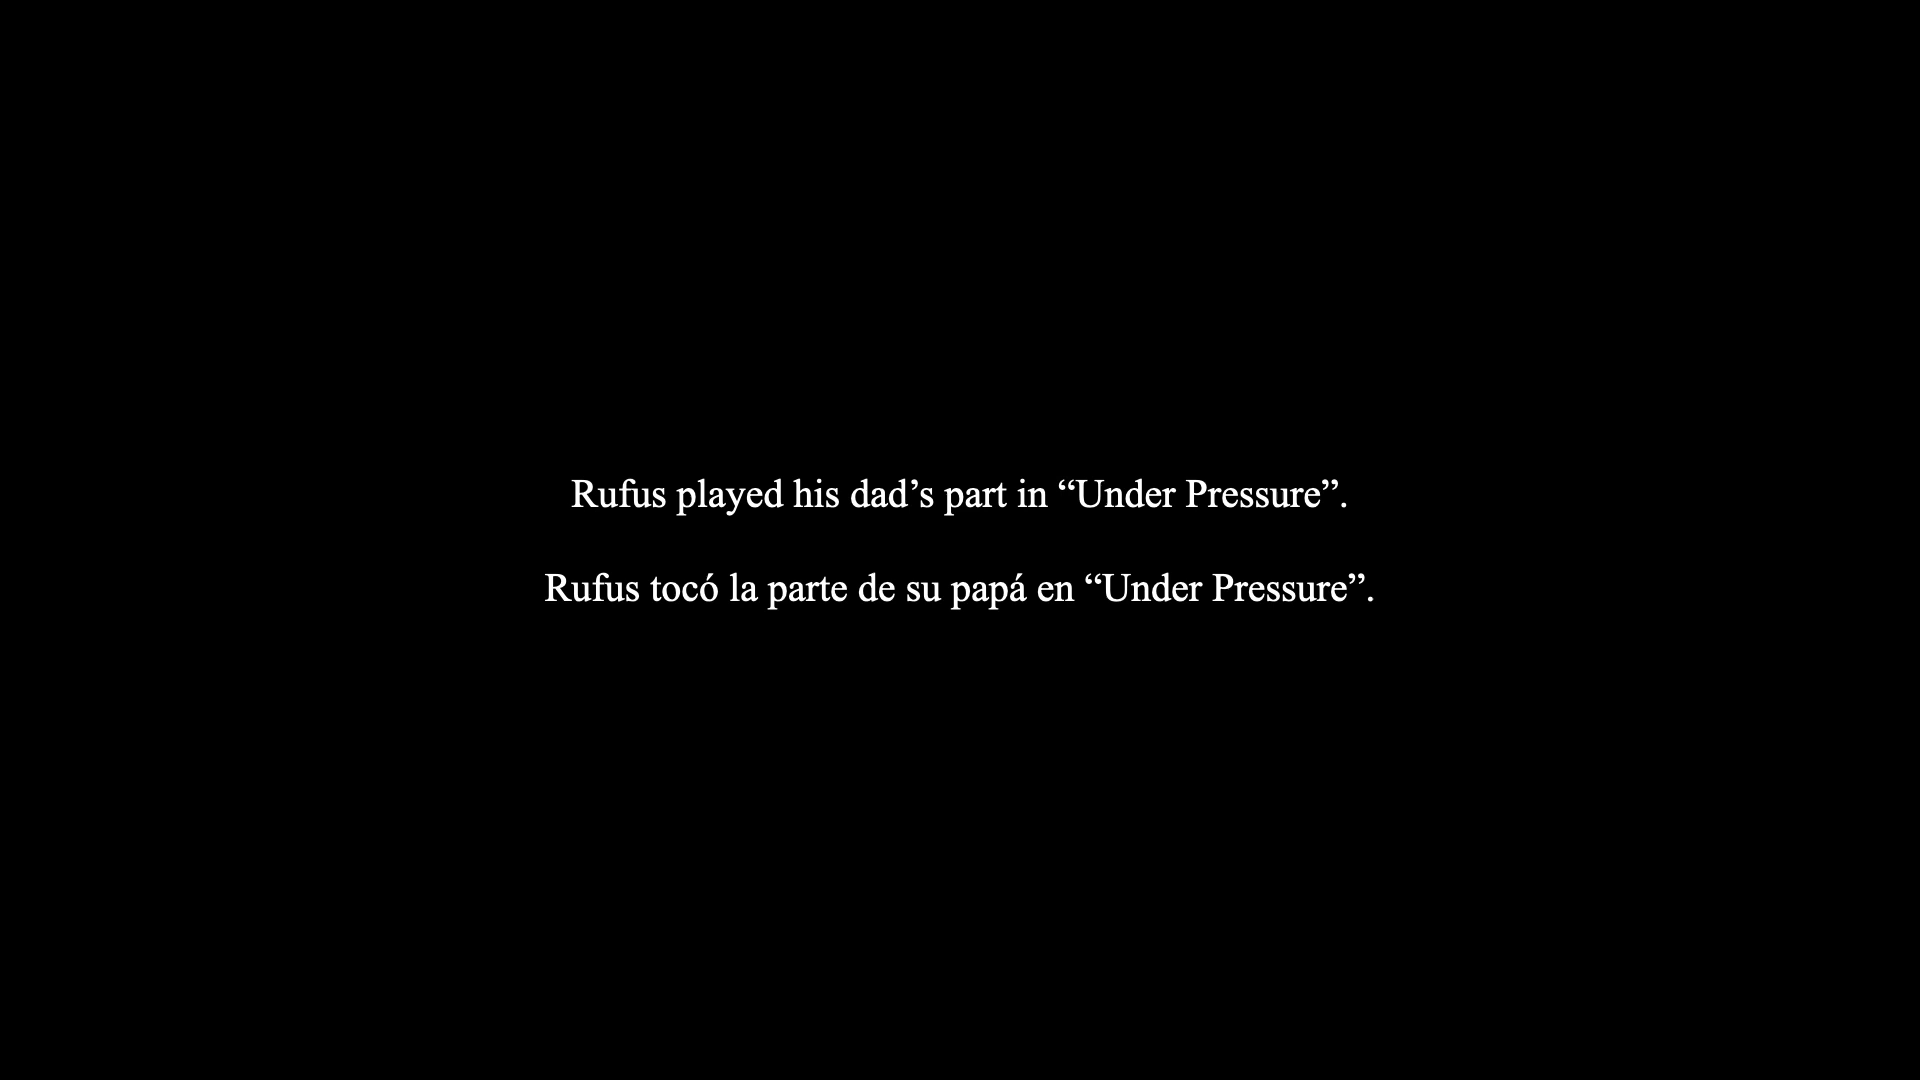 Rufus played his dad’s part in “Under Pressure”.
Rufus tocó la parte de su papá en “Under Pressure”.